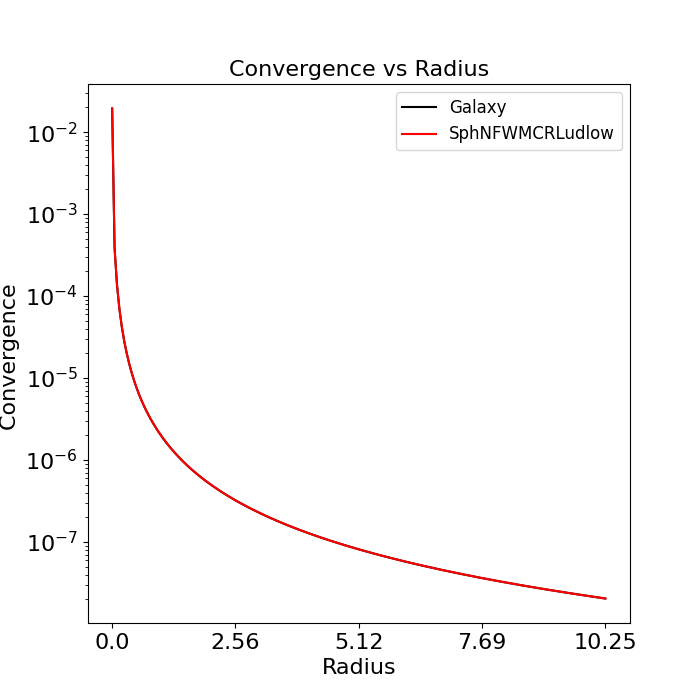 Convergence vs Radius
Galaxy
SphNFWMCRLudlow
Convergence
10⁻²
10⁻³
10⁻⁴
10⁻⁵
10⁻⁶
10⁻⁷
0.0 2.56 5.12 7.69 10.25
Radius